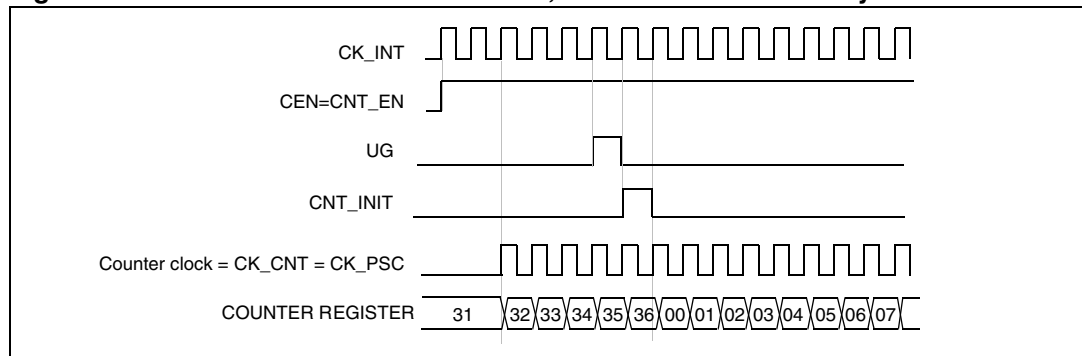 CK_INT
CEN=CNT_EN
UG
CNT_INIT
Counter clock = CK_CNT = CK_PSC
COUNTER REGISTER 31 32 33 34 35 36 00 01 02 03 04 05 06 07